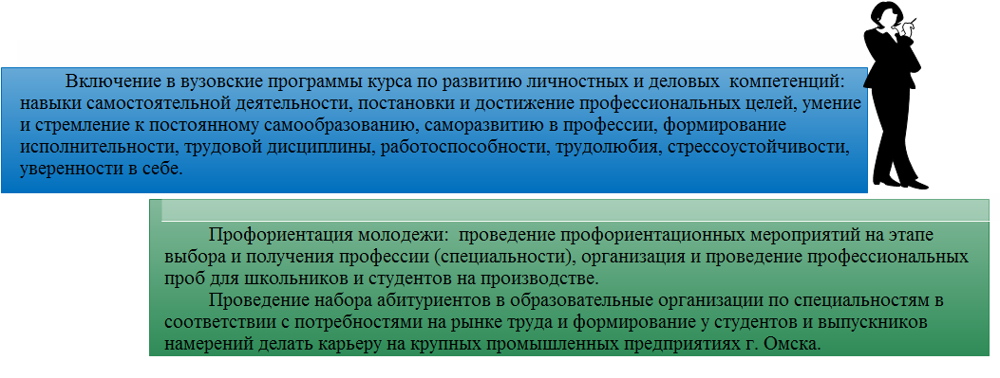 Включение в вузовские программы курса по развитию личностных и деловых компетенций:
навыки самостоятельной деятельности, постановки и достижение профессиональных целей, умение
и стремление к постоянному самообразованию, саморазвитию в профессии, формирование
исполнительности, трудовой дисциплины, работоспособности, трудолюбия, стрессоустойчивости,
уверенности в себе.
Профориентация молодежи: проведение профориентационных мероприятий на этапе
выбора и получения профессии (специальности), организация и проведение профессиональных
проб для школьников и студентов на производстве.
Проведение набора абитуриентов в образовательные организации по специальностям в
соответствии с потребностями на рынке труда и формирование у студентов и выпускников
намерений делать карьеру на крупных промышленных предприятиях г. Омска.